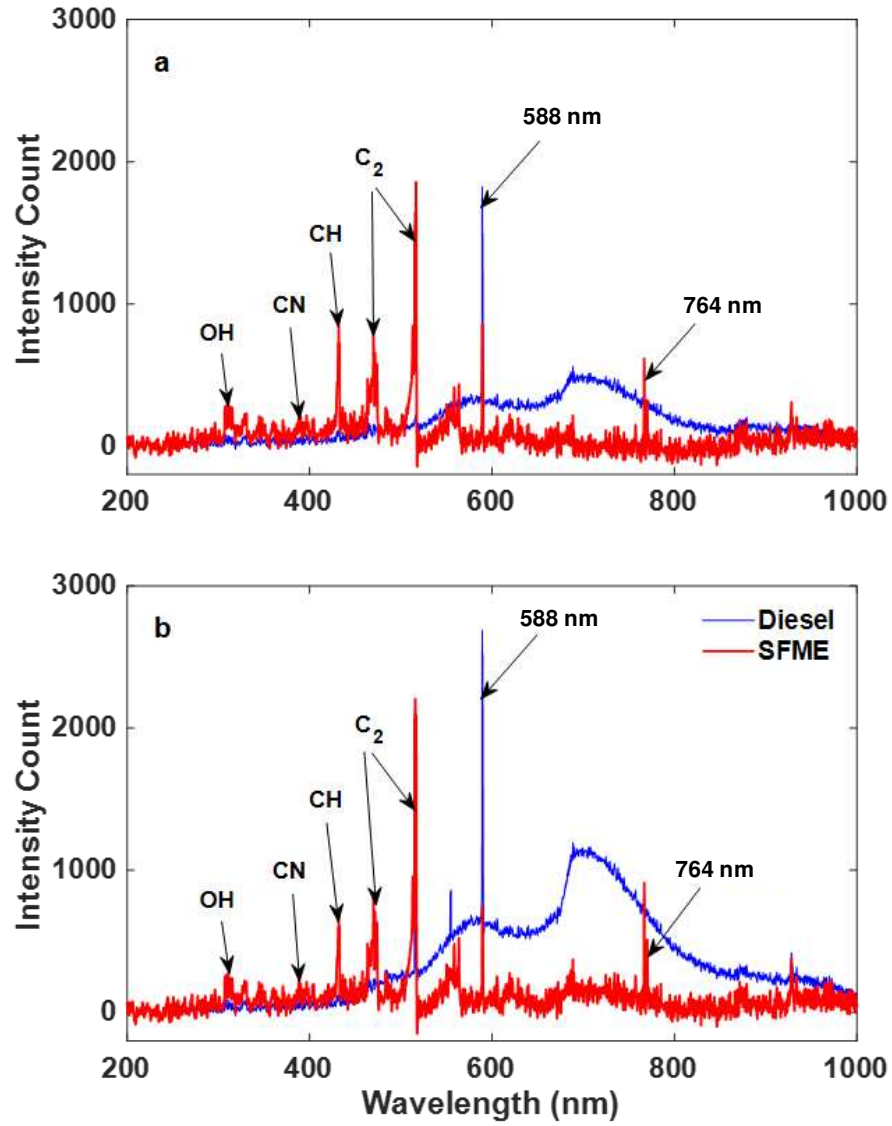 3000
a
588 nm
2000
C2
CH
764 nm
1000
CN
OH
0
200 400 600 800 1000
Intensity Count
3000
b
588 nm
Diesel
SFME
2000
C2
CH
1000
764 nm
CN
OH
0
200 400 600 800 1000
Intensity Count
Wavelength (nm)